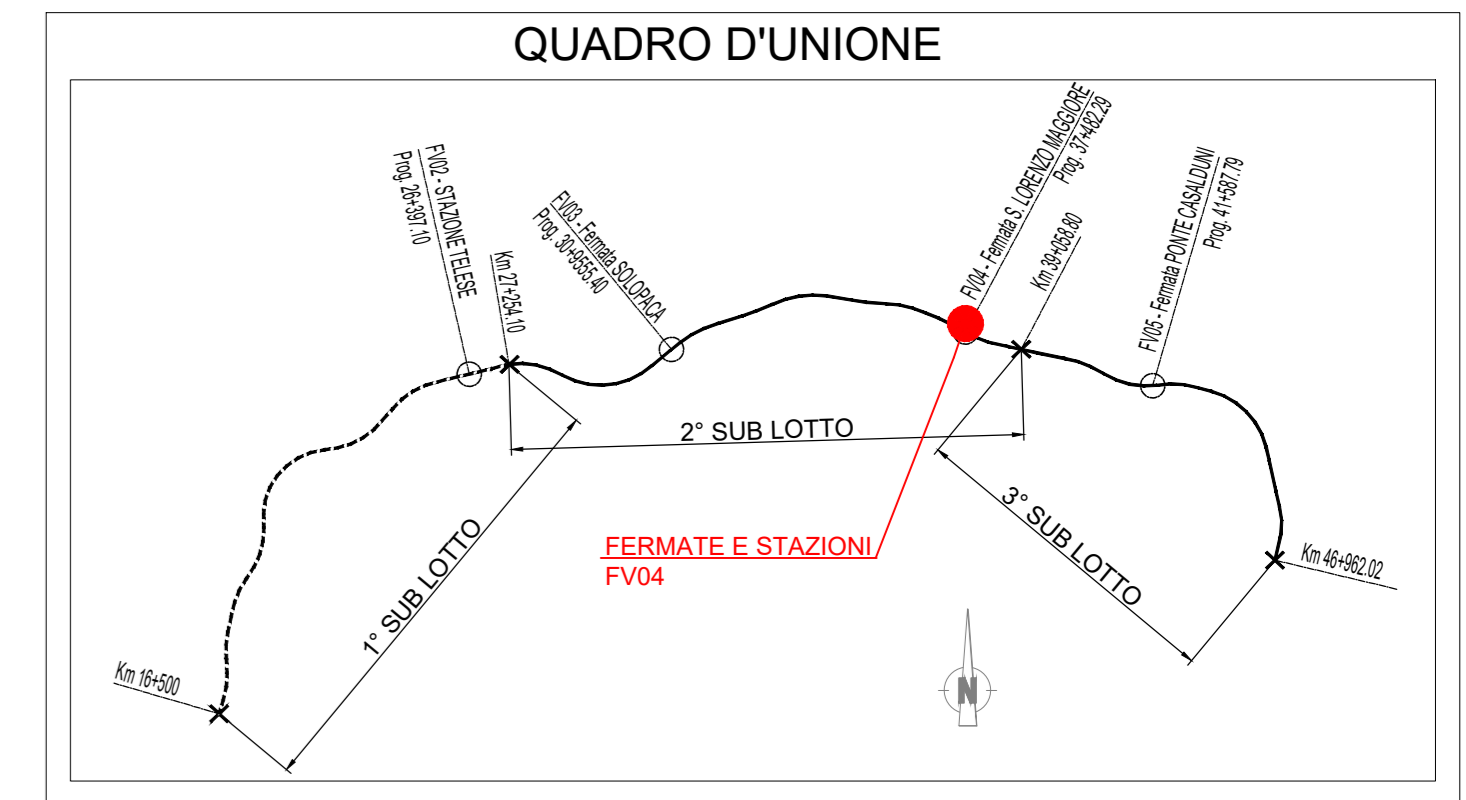 QUADRO D'UNIONE
FV02 - STAZIONE TELESE
Prog. 26+397.10
Km 27+254.10
FV03 - Fermata SOLOPACA
Prog. 30+9555.40
FV04 - Fermata S. LORENZO MAGGIORE
Prog. 37+482.29
Km 39+058.80
FV05 - Fermata PONTE CASALDUNI
Prog. 41+587.79
2° SUB LOTTO
1° SUB LOTTO
3° SUB LOTTO
FERMATE E STAZIONI
FV04
Km 46+962.02
Km 16+500
N